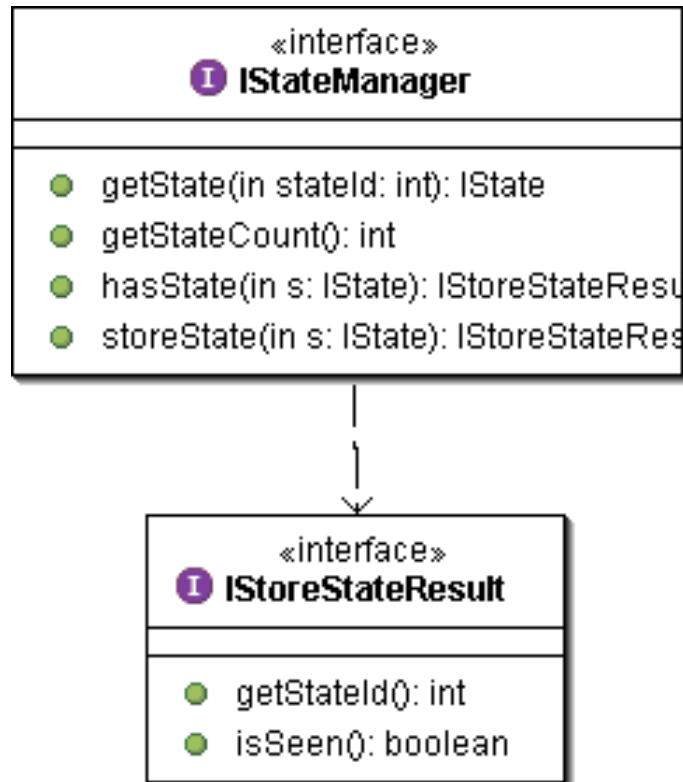 «interface»
I IStateManager
getState(in stateId: int): IState
getStateCount(): int
hasState(in s: IState): IStoreStateResu
storeState(in s: IState): IStoreStateRes
«interface»
I IStoreStateResult
getStateId(): int
isSeen(): boolean